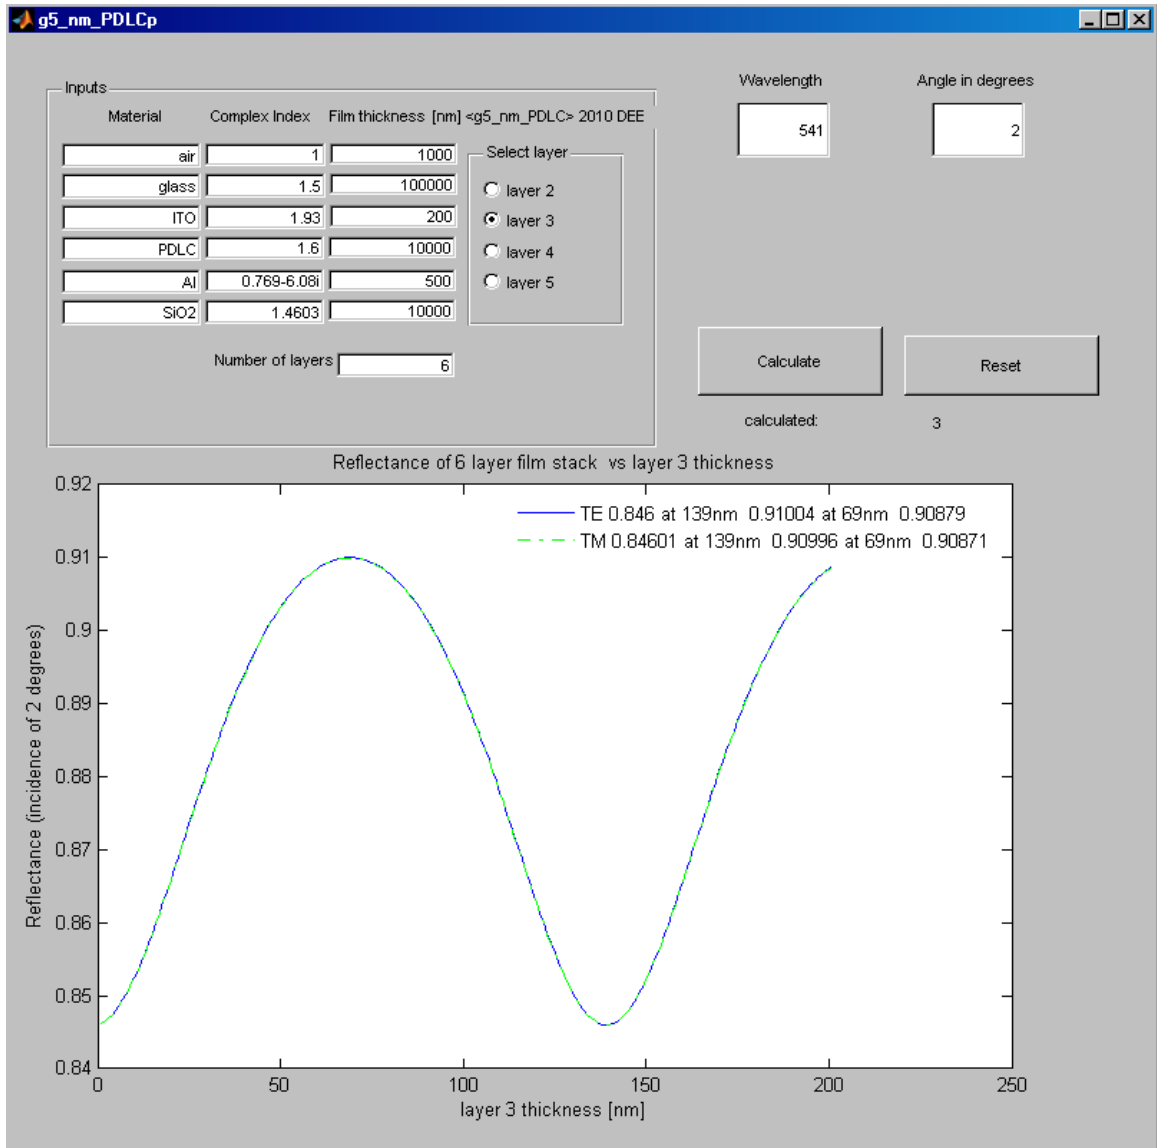 g5_nm_PDLCp
Inputs
Wavelength Angle in degrees
Material Complex Index Film thickness [nm] <g5_nm_PDLC> 2010 DEE
541 2
air 1 1000 Select layer
glass 1.5 100000 layer 2
ITO 1.93 200 layer 3
PDLC 1.6 10000 layer 4
Al 0.769-6.08i 500 layer 5
SiO2 1.4603 10000
Number of layers 6
Calculate Reset
calculated: 3
Reflectance of 6 layer film stack vs layer 3 thickness
0.92
TE 0.846 at 139nm 0.91004 at 69nm 0.90879
TM 0.84601 at 139nm 0.90996 at 69nm 0.90871
0.91
0.9
0.89
0.88
0.87
0.86
0.85
0.84
Reflectance (incidence of 2 degrees)
0 50 100 150 200 250
layer 3 thickness [nm]